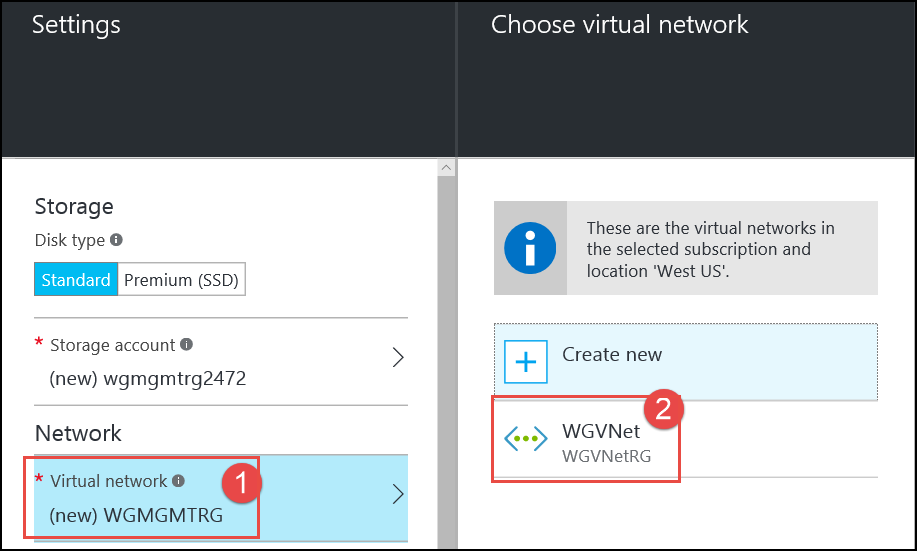 Settings
Choose virtual network
Storage
Disk type
Standard
Premium (SSD)
* Storage account
(new) wgmgmtrg2472
Network
* Virtual network
1
(new) WGMGMTRG
These are the virtual networks in
the selected subscription and
location 'West US'.
Create new
2
WGVNet
WGVNetRG